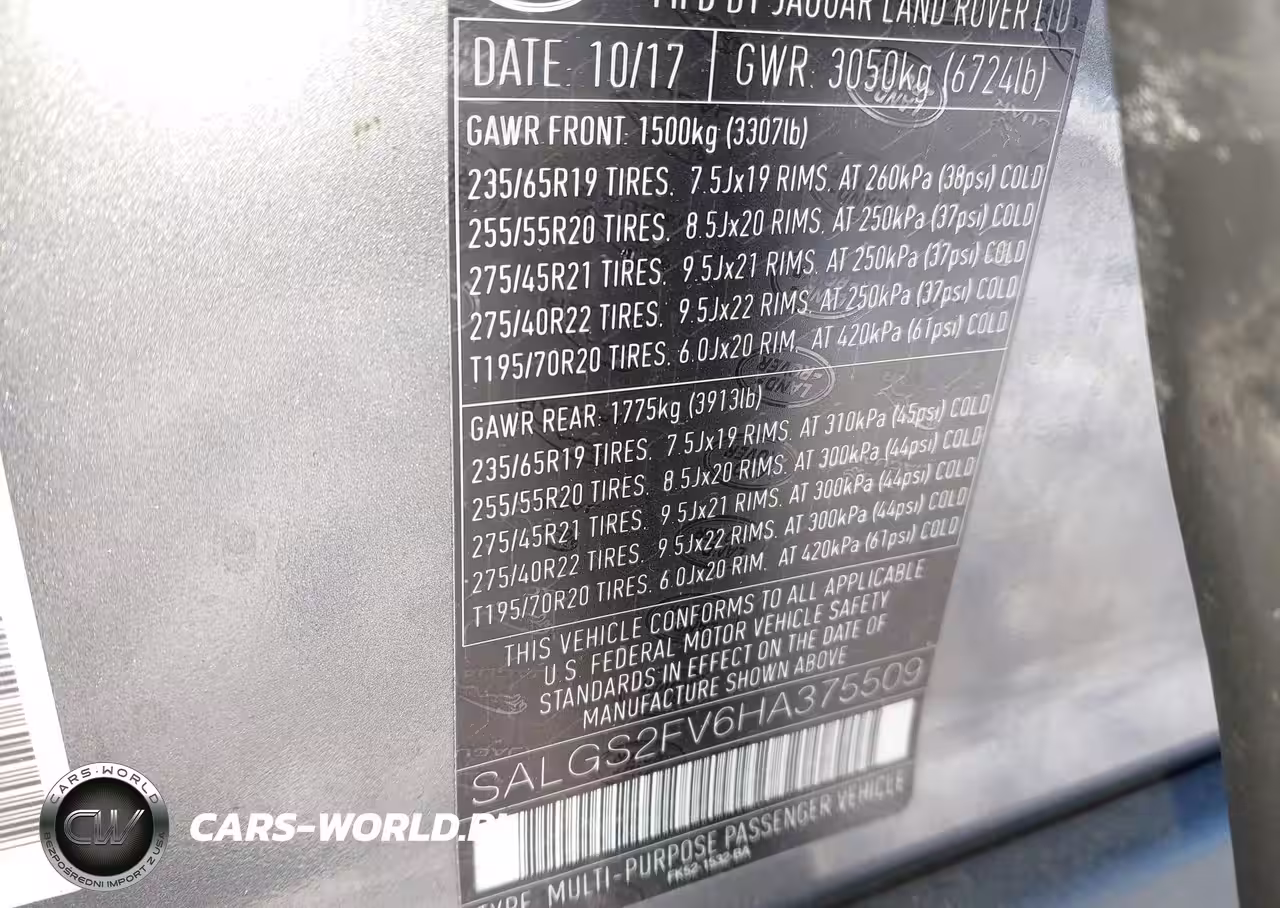 MFD BY JAGUAR LAND ROVER LTD
DATE: 10/17 GWR: 3050kg (6724lb)
GAWR FRONT: 1500kg (3307lb)
235/65R19 TIRES. 7.5Jx19 RIMS. AT 260kPa (38psi) COLD
255/55R20 TIRES. 8.5Jx20 RIMS. AT 250kPa (37psi) COLD
275/45R21 TIRES. 9.5Jx21 RIMS. AT 250kPa (37psi) COLD
275/40R22 TIRES. 9.5Jx22 RIMS. AT 250kPa (37psi) COLD
T195/70R20 TIRES. 6.0Jx20 RIM. AT 420kPa (61psi) COLD
GAWR REAR: 1775kg (3913lb)
235/65R19 TIRES. 7.5Jx19 RIMS. AT 310kPa (45psi) COLD
255/55R20 TIRES. 8.5Jx20 RIMS. AT 300kPa (44psi) COLD
275/45R21 TIRES. 9.5Jx21 RIMS. AT 300kPa (44psi) COLD
275/40R22 TIRES. 9.5Jx22 RIMS. AT 300kPa (44psi) COLD
T195/70R20 TIRES. 6.0Jx20 RIM. AT 420kPa (61psi) COLD
THIS VEHICLE CONFORMS TO ALL APPLICABLE
U.S. FEDERAL MOTOR VEHICLE SAFETY
STANDARDS IN EFFECT ON THE DATE OF
MANUFACTURE SHOWN ABOVE
SALGS2FV6HA375509
TYPE MULTI-PURPOSE PASSENGER VEHICLE
FK52-1532-BA
CARS-WORLD
CW
BEZPOŚREDNI IMPORT Z USA
CARS-WORLD.P